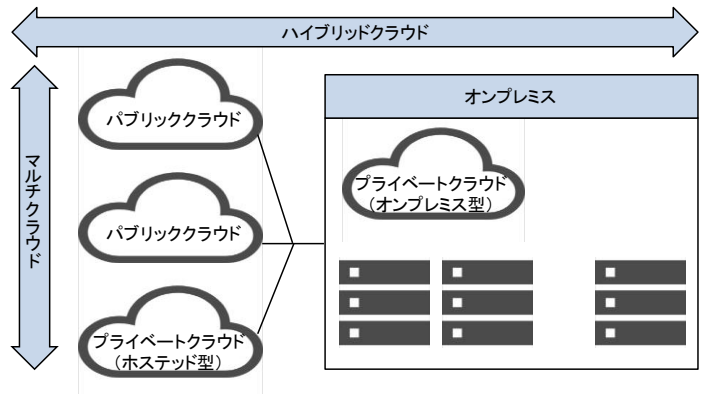 ハイブリッドクラウド
マルチクラウド
パブリッククラウド
パブリッククラウド
プライベートクラウド
（ホステッド型）
オンプレミス
プライベートクラウド
（オンプレミス型）